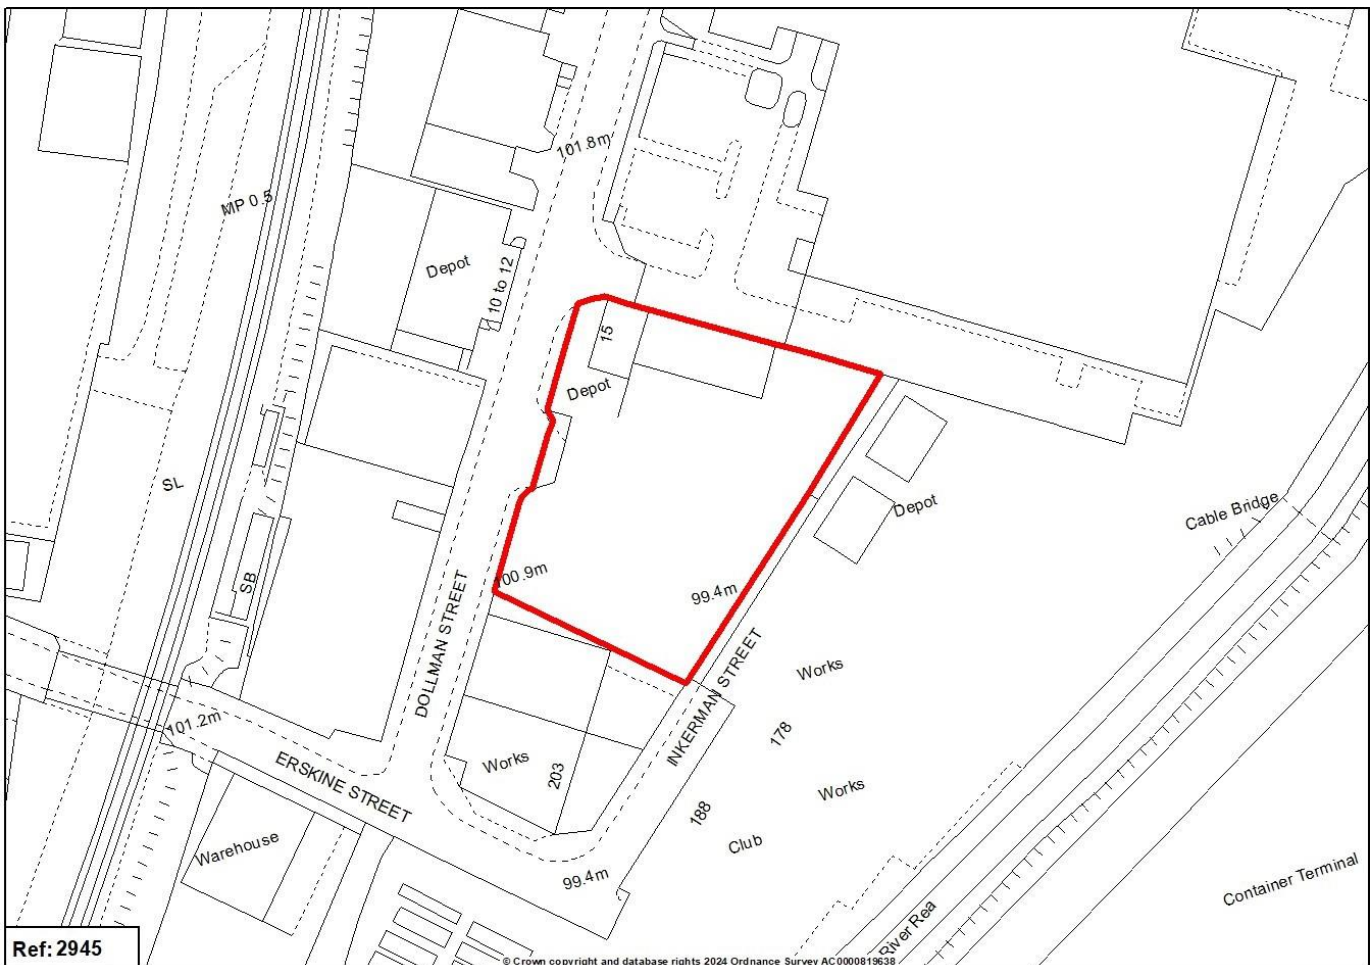 101.8m
MP 0.5
Depot
110 to 12
15
Depot
SL
Depot
Cable Bridge
SB
100.9m
99.4m
DOLLMAN STREET
INKERMAN STREET
Works
101.2m
178
ERSKINE STREET
Works
203
Works
188
Warehouse
Club
99.4m
Container Terminal
River Rea
Ref: 2945
© Crown copyright and database rights 2024 Ordnance Survey AC0000819638